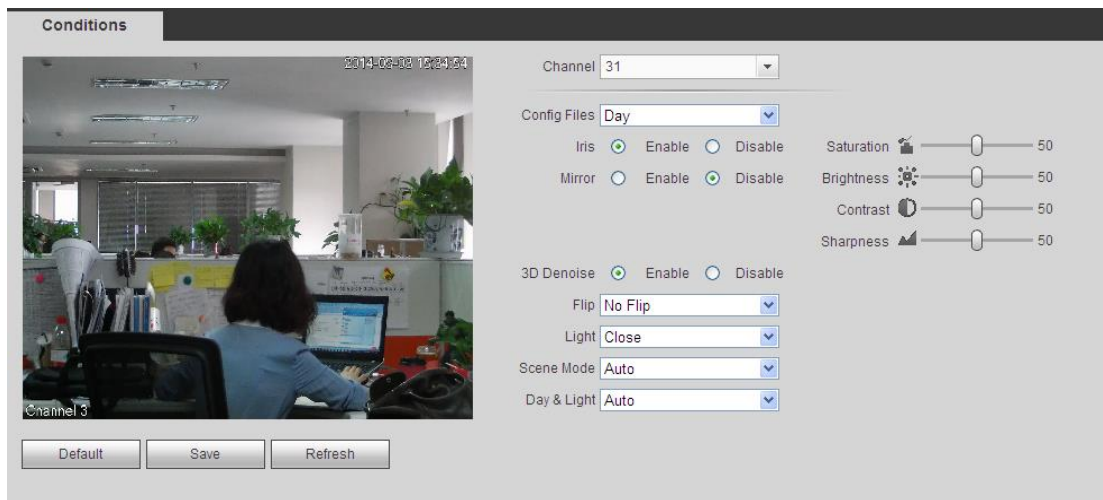 Conditions
2014-03-03 15:34:54
Channel 31
Config Files Day
Iris Enable Disable Saturation 50
Mirror Enable Disable Brightness 50
Contrast 50
Sharpness 50
3D Denoise Enable Disable
Flip No Flip
Light Close
Scene Mode Auto
Day & Light Auto
Channel 3
Default Save Refresh